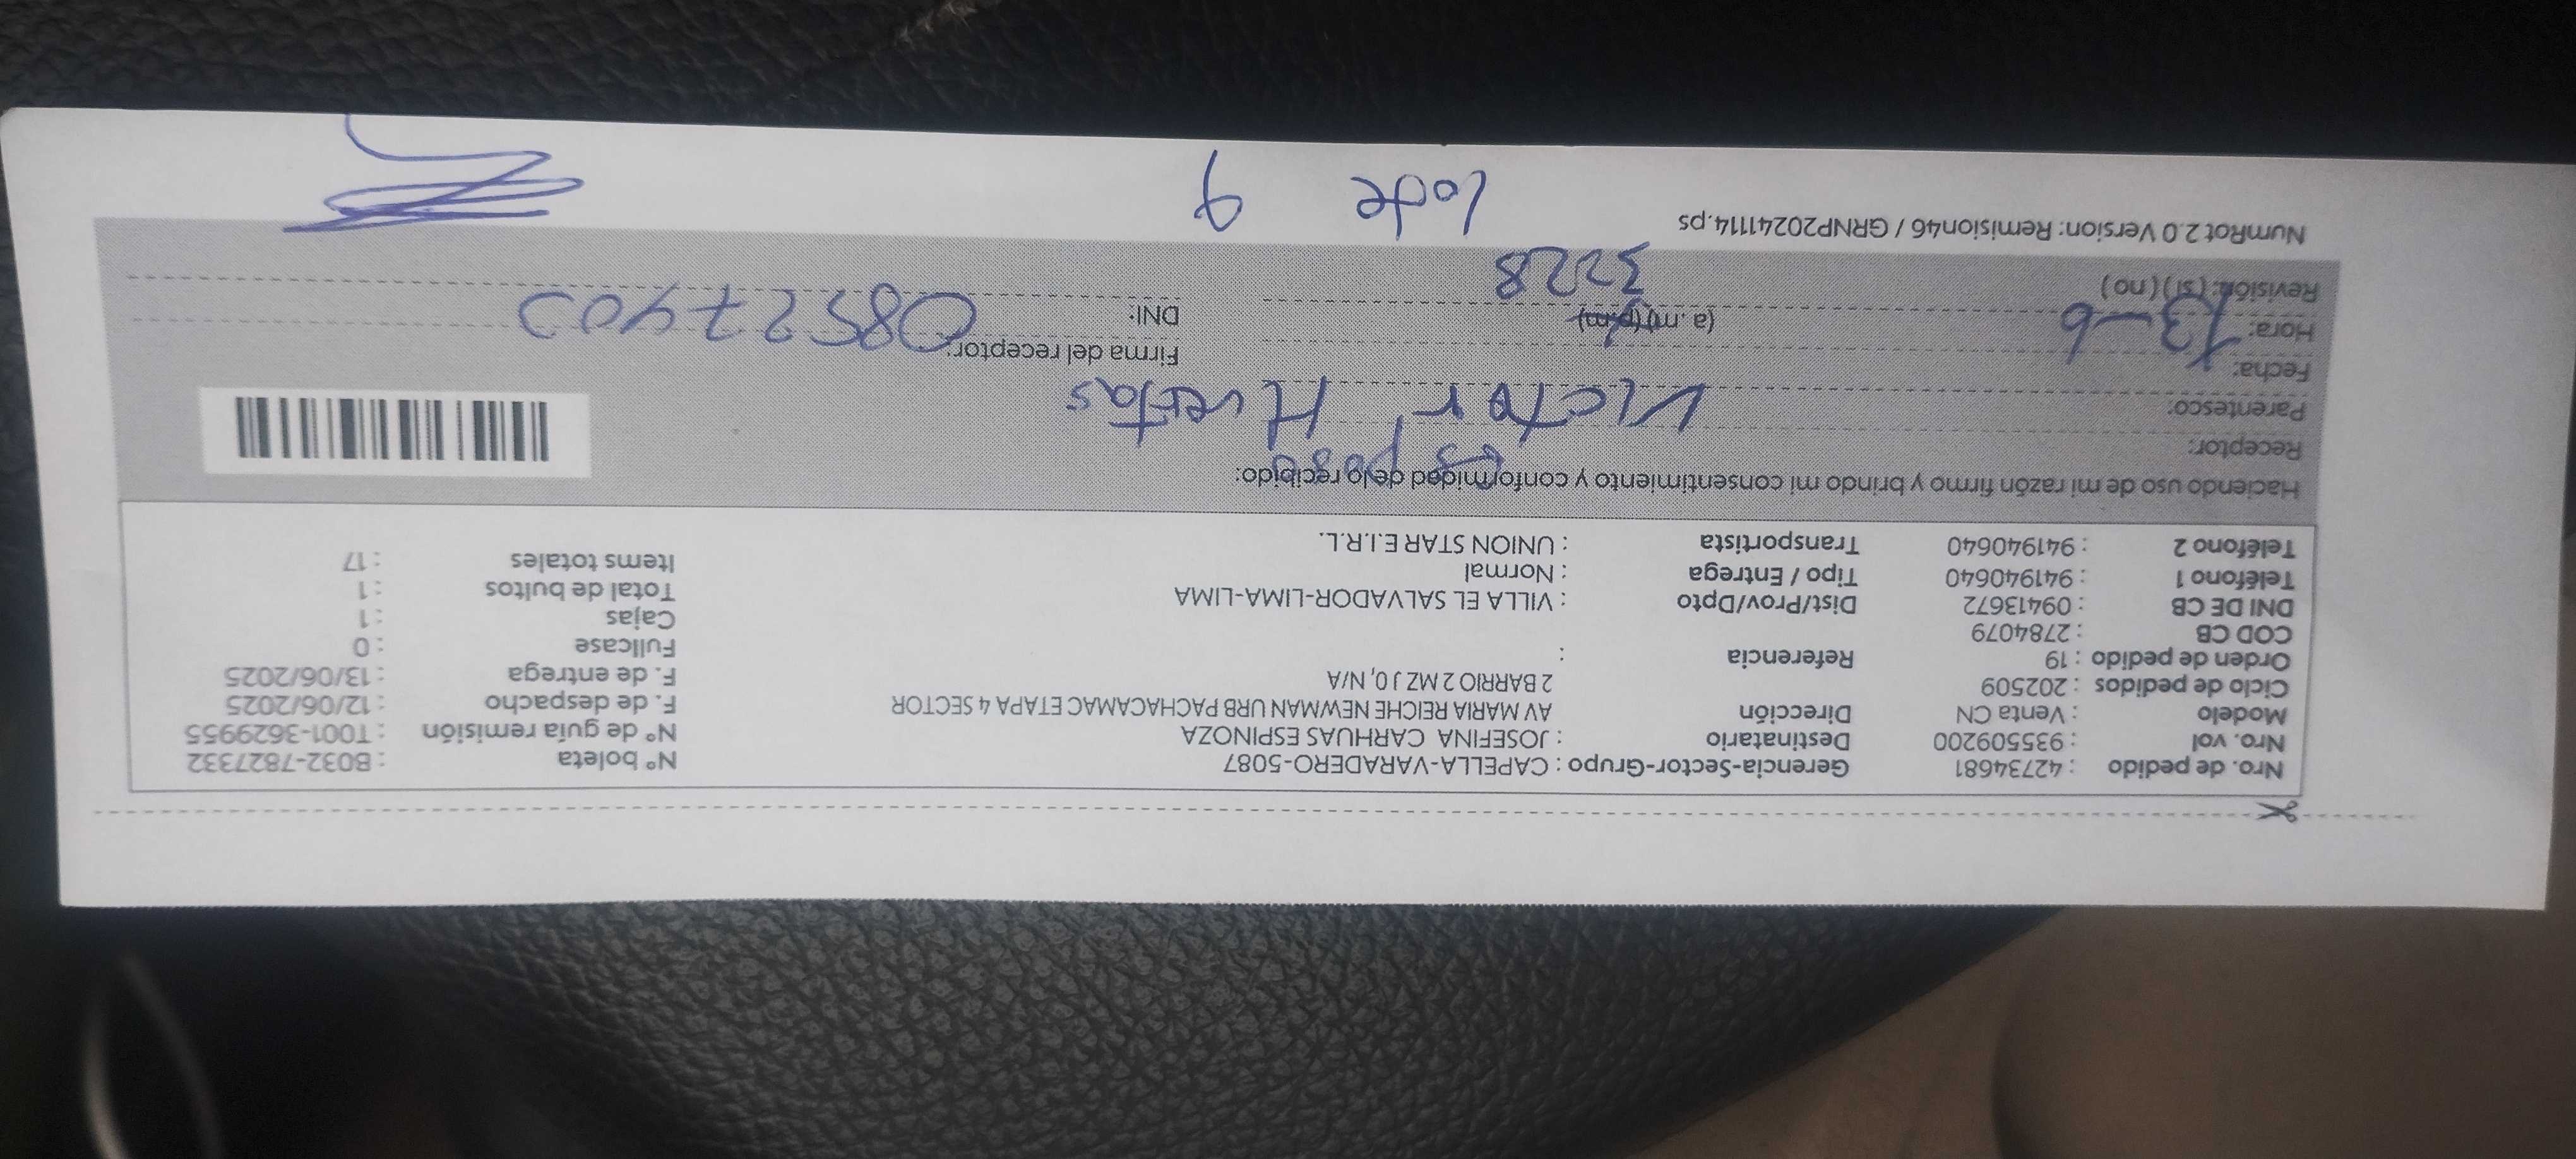 Nro. de pedido : 42734681 Gerencia-Sector-Grupo : CAPELLA-VARADERO-5087 N° boleta : B032-7827332
Nro. vol : 935509200 Destinatario : JOSEFINA CARHUAS ESPINOZA N° de guía remisión : T001-3629955
Modelo : Venta CN Dirección AV MARIA REICHE NEWMAN URB PACHACAMAC ETAPA 4 SECTOR F. de despacho : 12/06/2025
Ciclo de pedidos : 202509 2 BARRIO 2 MZ J 0, N/A F. de entrega : 13/06/2025
Orden de pedido : 19 Referencia : Fullcase : 0
COD CB : 2784079 Cajas : 1
DNI DE CB : 09413672 Dist/Prov/Dpto : VILLA EL SALVADOR-LIMA-LIMA Total de bultos : 1
Teléfono 1 : 941940640 Tipo / Entrega : Normal Items totales : 17
Teléfono 2 : 941940640 Transportista : UNION STAR E.I.R.L.
Haciendo uso de mi razón firmo y brindo mi consentimiento y conformidad de lo recibido:
Receptor: esposo
Parentesco: Victor Huertas
Fecha: 13-6 Firma del receptor:
Hora: (a.m) (p.m) DNI: 08527403
Revisión: (si) (no) 3228
NumRot 2.0 Version: Remision46 / GRNP20241114.ps lote 9